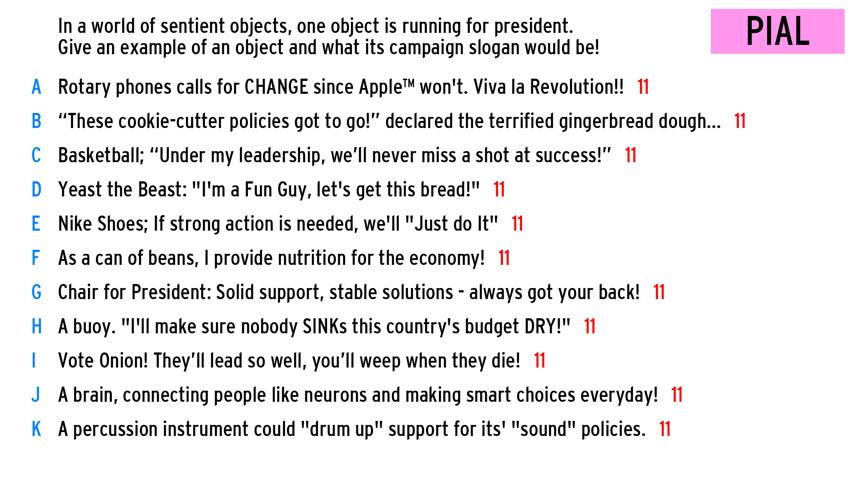 In a world of sentient objects, one object is running for president.
Give an example of an object and what its campaign slogan would be!
PIAL
A Rotary phones calls for CHANGE since Apple™ won't. Viva la Revolution!! 11
B “These cookie-cutter policies got to go!” declared the terrified gingerbread dough... 11
C Basketball; “Under my leadership, we’ll never miss a shot at success!” 11
D Yeast the Beast: "I'm a Fun Guy, let's get this bread!" 11
E Nike Shoes; If strong action is needed, we'll "Just do It" 11
F As a can of beans, I provide nutrition for the economy! 11
G Chair for President: Solid support, stable solutions - always got your back! 11
H A buoy. "I'll make sure nobody SINKs this country's budget DRY!" 11
I Vote Onion! They’ll lead so well, you’ll weep when they die! 11
J A brain, connecting people like neurons and making smart choices everyday! 11
K A percussion instrument could "drum up" support for its' "sound" policies. 11